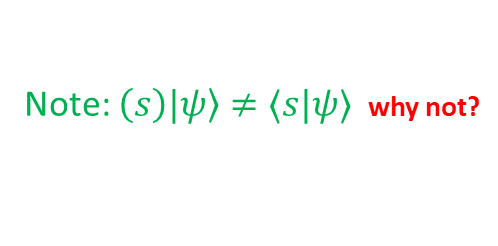 Note: (s)|ψ⟩ ≠ ⟨s|ψ⟩ why not?